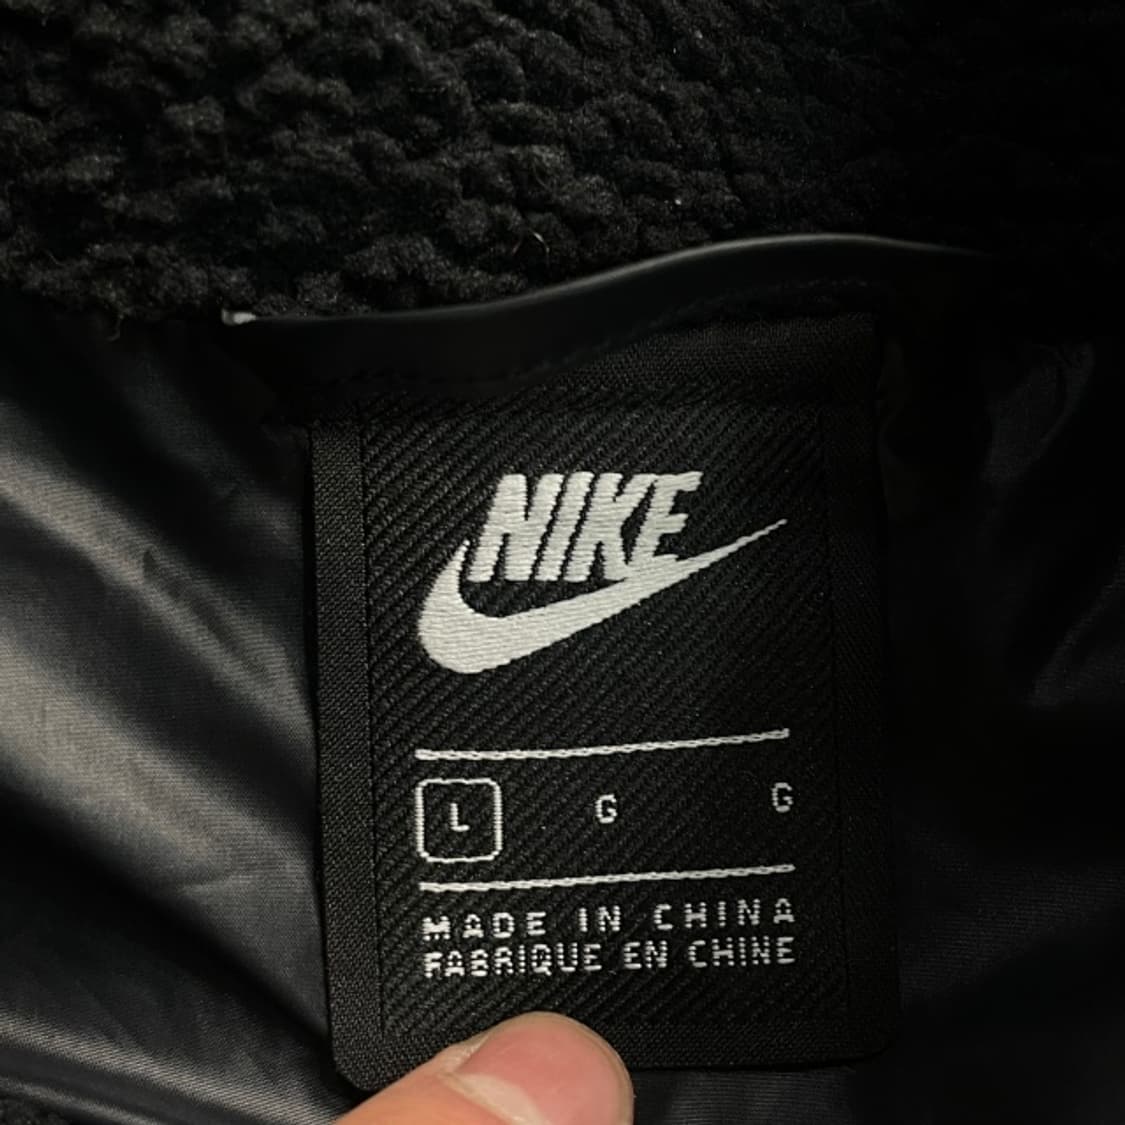 NIKE
L G G
MADE IN CHINA
FABRIQUE EN CHINE